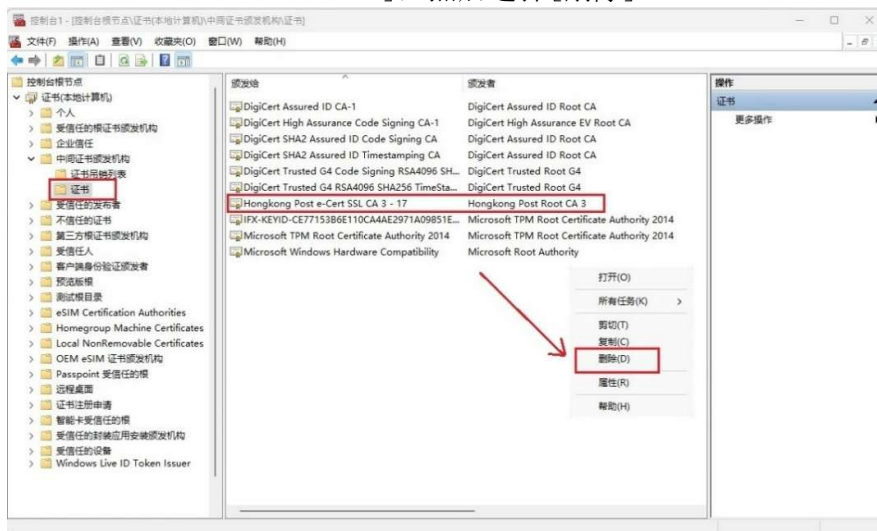 控制台1 - [控制台根节点\证书(本地计算机)\中间证书颁发机构\证书]
文件(F) 操作(A) 查看(V) 收藏夹(O) 窗口(W) 帮助(H)
控制台根节点
证书(本地计算机)
个人
受信任的根证书颁发机构
企业信任
中间证书颁发机构
证书吊销列表
证书
受信任的发布者
不信任的证书
第三方根证书颁发机构
受信任人
客户端身份验证颁发者
预览版根
测试根目录
eSIM Certification Authorities
Homegroup Machine Certificates
Local NonRemovable Certificates
OEM eSIM 证书颁发机构
Passpoint 受信任的根
远程桌面
证书注册申请
智能卡受信任的根
受信任的封装应用安装颁发机构
受信任的设备
Windows Live ID Token Issuer
颁发给 颁发者
DigiCert Assured ID CA-1 DigiCert Assured ID Root CA
DigiCert High Assurance Code Signing CA-1 DigiCert High Assurance EV Root CA
DigiCert SHA2 Assured ID Code Signing CA DigiCert Assured ID Root CA
DigiCert SHA2 Assured ID Timestamping CA DigiCert Assured ID Root CA
DigiCert Trusted G4 Code Signing RSA4096 SH... DigiCert Trusted Root G4
DigiCert Trusted G4 RSA4096 SHA256 TimeSta... DigiCert Trusted Root G4
Hongkong Post e-Cert SSL CA 3 - 17 Hongkong Post Root CA 3
IFX-KEYID-CE77153B6E110CA4AE2971A09851E... Microsoft TPM Root Certificate Authority 2014
Microsoft TPM Root Certificate Authority 2014 Microsoft TPM Root Certificate Authority 2014
Microsoft Windows Hardware Compatibility Microsoft Root Authority
打开(O)
所有任务(K)
剪切(T)
复制(C)
删除(D)
属性(R)
帮助(H)
操作
证书
更多操作